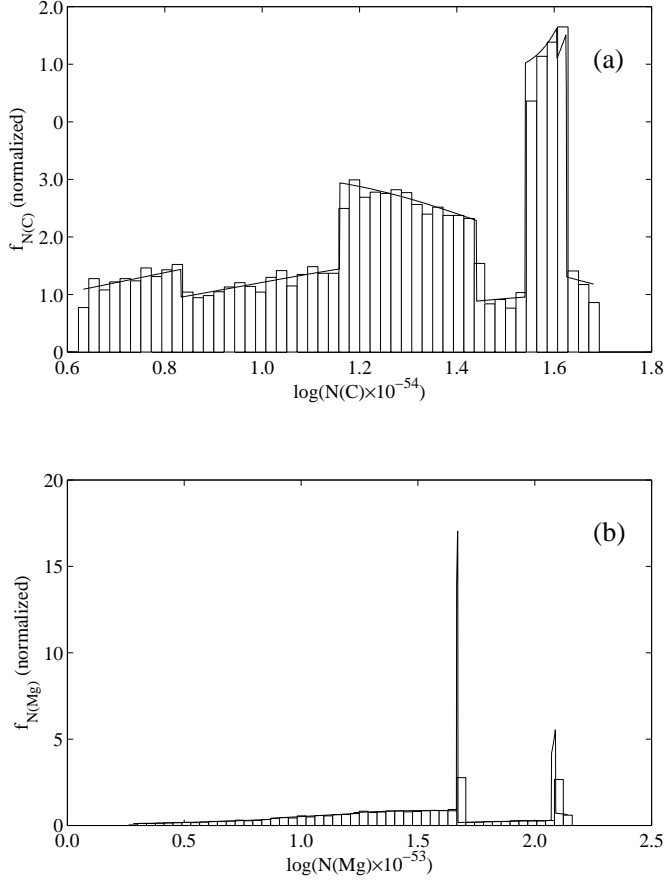 2.0
1.0
0
3.0
2.0
1.0
0
(a)
f_N(C) (normalized)
0.6 0.8 1.0 1.2 1.4 1.6 1.8
log(N(C)×10^−54)
20
15
10
5
0
(b)
f_N(Mg) (normalized)
0.0 0.5 1.0 1.5 2.0 2.5
log(N(Mg)×10^−53)